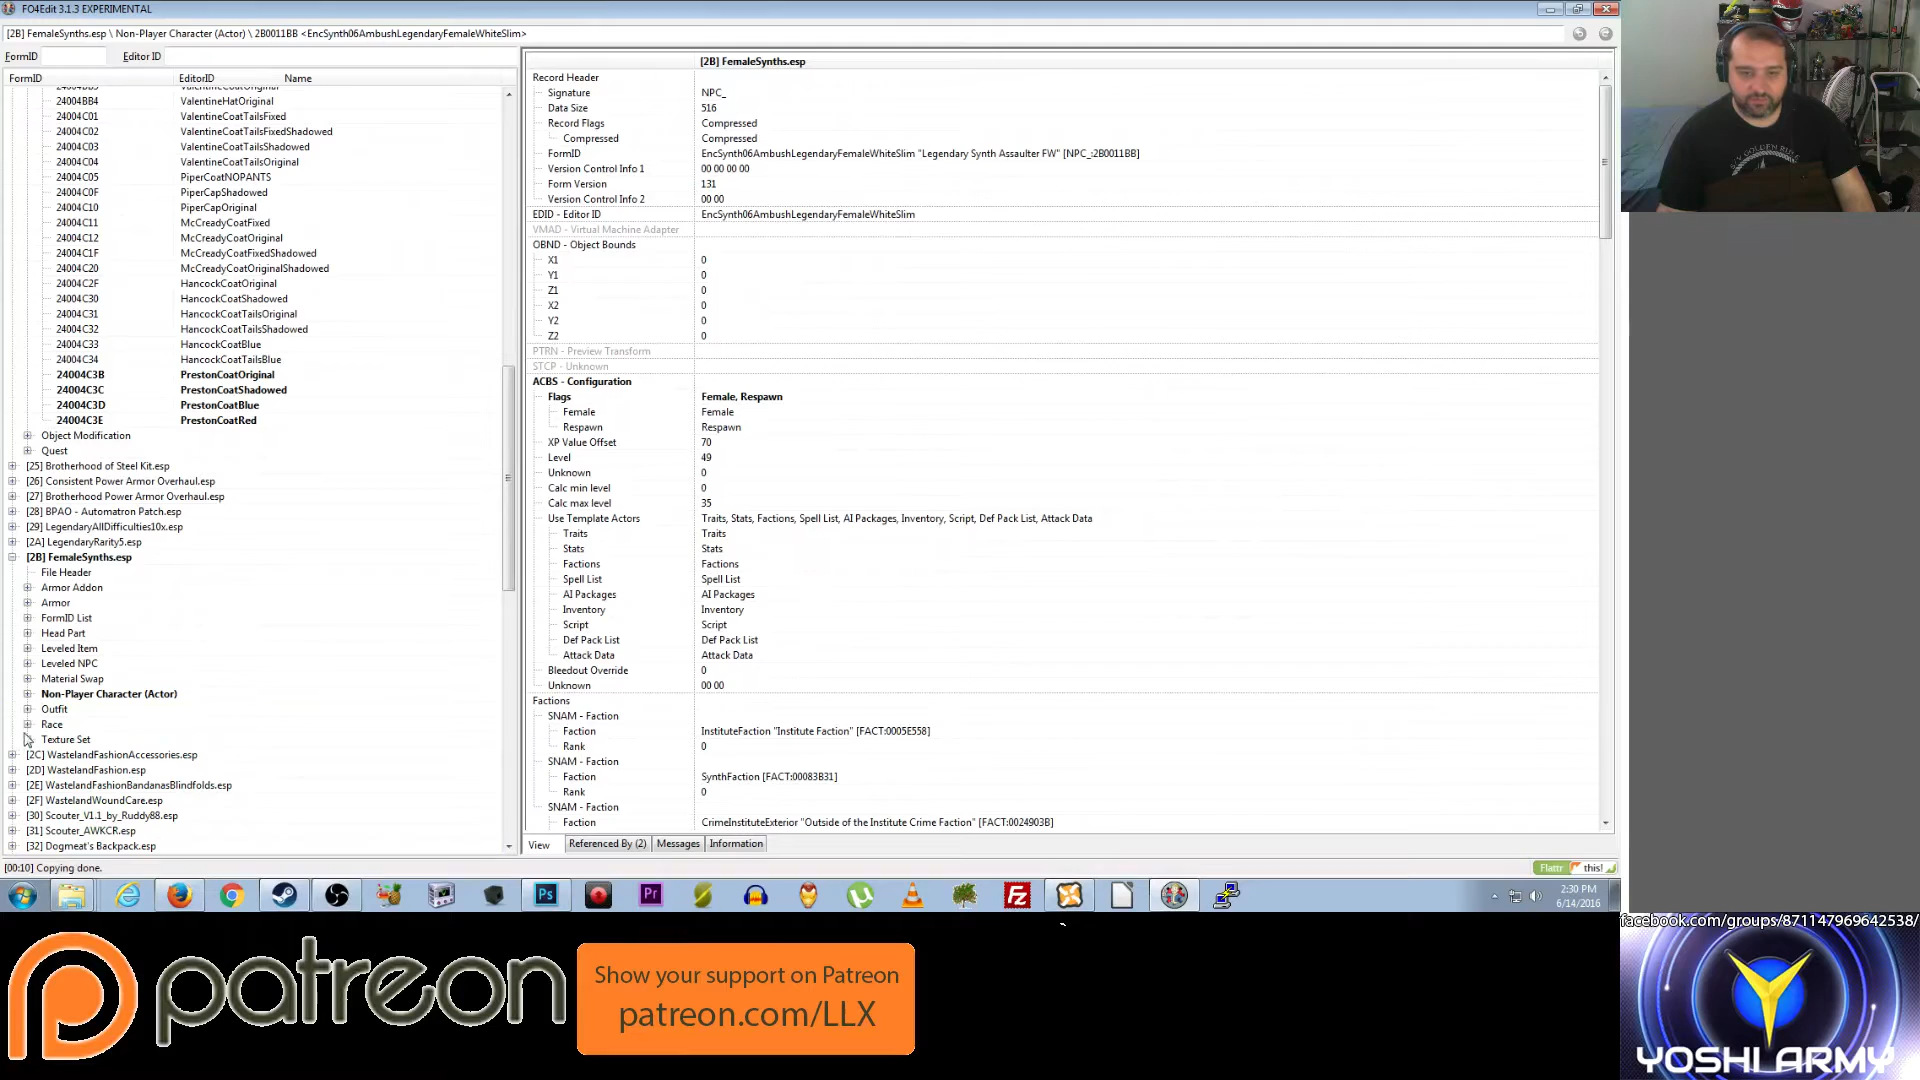 FO4Edit 3.1.3 EXPERIMENTAL
[2B] FemaleSynths.esp \ Non-Player Character (Actor) \ 2B0011BB <EncSynth06AmbushLegendaryFemaleWhiteSlim>
FormID Editor ID
FormID EditorID Name
24004BB4 ValentineHatOriginal
24004C01 ValentineCoatTailsFixed
24004C02 ValentineCoatTailsFixedShadowed
24004C03 ValentineCoatTailsShadowed
24004C04 ValentineCoatTailsOriginal
24004C05 PiperCoatNOPANTS
24004C0F PiperCapShadowed
24004C10 PiperCapOriginal
24004C11 McCreadyCoatFixed
24004C12 McCreadyCoatOriginal
24004C1F McCreadyCoatFixedShadowed
24004C20 McCreadyCoatOriginalShadowed
24004C2F HancockCoatOriginal
24004C30 HancockCoatShadowed
24004C31 HancockCoatTailsOriginal
24004C32 HancockCoatTailsShadowed
24004C33 HancockCoatBlue
24004C34 HancockCoatTailsBlue
24004C3B PrestonCoatOriginal
24004C3C PrestonCoatShadowed
24004C3D PrestonCoatBlue
24004C3E PrestonCoatRed
Object Modification
Quest
[25] Brotherhood of Steel Kit.esp
[26] Consistent Power Armor Overhaul.esp
[27] Brotherhood Power Armor Overhaul.esp
[28] BPAO - Automatron Patch.esp
[29] LegendaryAllDifficulties10x.esp
[2A] LegendaryRarity5.esp
[2B] FemaleSynths.esp
File Header
Armor Addon
Armor
FormID List
Head Part
Leveled Item
Leveled NPC
Material Swap
Non-Player Character (Actor)
Outfit
Race
Texture Set
[2C] WastelandFashionAccessories.esp
[2D] WastelandFashion.esp
[2E] WastelandFashionBandanasBlindfolds.esp
[2F] WastelandWoundCare.esp
[30] Scouter_V1.1_by_Ruddy88.esp
[31] Scouter_AWKCR.esp
[32] Dogmeat's Backpack.esp
[2B] FemaleSynths.esp
Record Header
Signature NPC_
Data Size 516
Record Flags Compressed
Compressed Compressed
FormID EncSynth06AmbushLegendaryFemaleWhiteSlim "Legendary Synth Assaulter FW" [NPC_:2B0011BB]
Version Control Info 1 00 00 00 00
Form Version 131
Version Control Info 2 00 00
EDID - Editor ID EncSynth06AmbushLegendaryFemaleWhiteSlim
VMAD - Virtual Machine Adapter
OBND - Object Bounds
X1 0
Y1 0
Z1 0
X2 0
Y2 0
Z2 0
PTRN - Preview Transform
STCP - Unknown
ACBS - Configuration
Flags Female, Respawn
Female Female
Respawn Respawn
XP Value Offset 70
Level 49
Unknown 0
Calc min level 0
Calc max level 35
Use Template Actors Traits, Stats, Factions, Spell List, AI Packages, Inventory, Script, Def Pack List, Attack Data
Traits Traits
Stats Stats
Factions Factions
Spell List Spell List
AI Packages AI Packages
Inventory Inventory
Script Script
Def Pack List Def Pack List
Attack Data Attack Data
Bleedout Override 0
Unknown 00 00
Factions
SNAM - Faction
Faction InstituteFaction "Institute Faction" [FACT:0005E558]
Rank 0
SNAM - Faction
Faction SynthFaction [FACT:00083B31]
Rank 0
SNAM - Faction
Faction CrimeInstituteExterior "Outside of the Institute Crime Faction" [FACT:0024903B]
View Referenced By (2) Messages Information
[00:10] Copying done.
Flattr this!
Ps Pr Fz
2:30 PM
6/14/2016
facebook.com/groups/871147969642538/
patreon
Show your support on Patreon
patreon.com/LLX
YOSHI ARMY